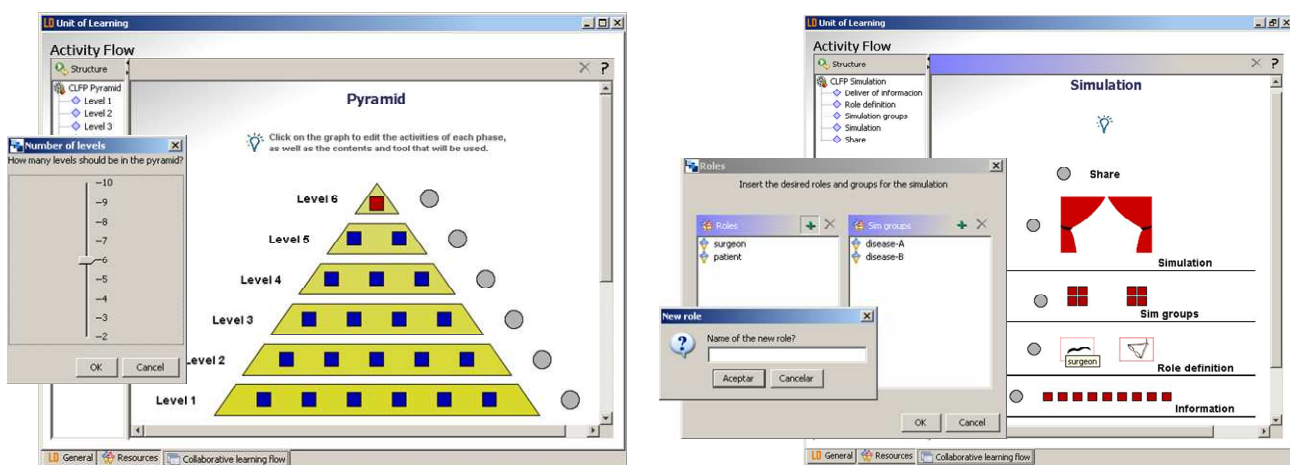 Unit of Learning
Activity Flow
Structure
CLFP Pyramid
Level 1
Level 2
Level 3
Pyramid
Click on the graph to edit the activities of each phase,
as well as the contents and tool that will be used.
Number of levels
How many levels should be in the pyramid?
-10
-9
-8
-7
-6
-5
-4
-3
-2
OK Cancel
Level 6
Level 5
Level 4
Level 3
Level 2
Level 1
LD General Resources Collaborative learning flow
LD Unit of Learning
Activity Flow
Structure
CLFP Simulation
Deliver of information
Role definition
Simulation groups
Simulation
Share
Simulation
Share
Simulation
Sim groups
surgeon
Role definition
Information
Roles
Insert the desired roles and groups for the simulation
Roles
surgeon
patient
Sim groups
disease-A
disease-B
New role
Name of the new role?
Aceptar Cancelar
OK Cancel
LD General Resources Collaborative learning flow